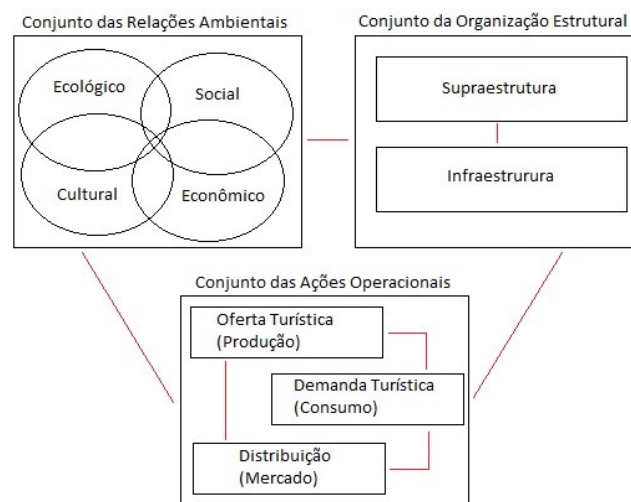 Conjunto das Relações Ambientais
Ecológico
Social
Cultural
Econômico
Conjunto da Organização Estrutural
Supraestrutura
Infraestrurura
Conjunto das Ações Operacionais
Oferta Turística
(Produção)
Demanda Turística
(Consumo)
Distribuição
(Mercado)